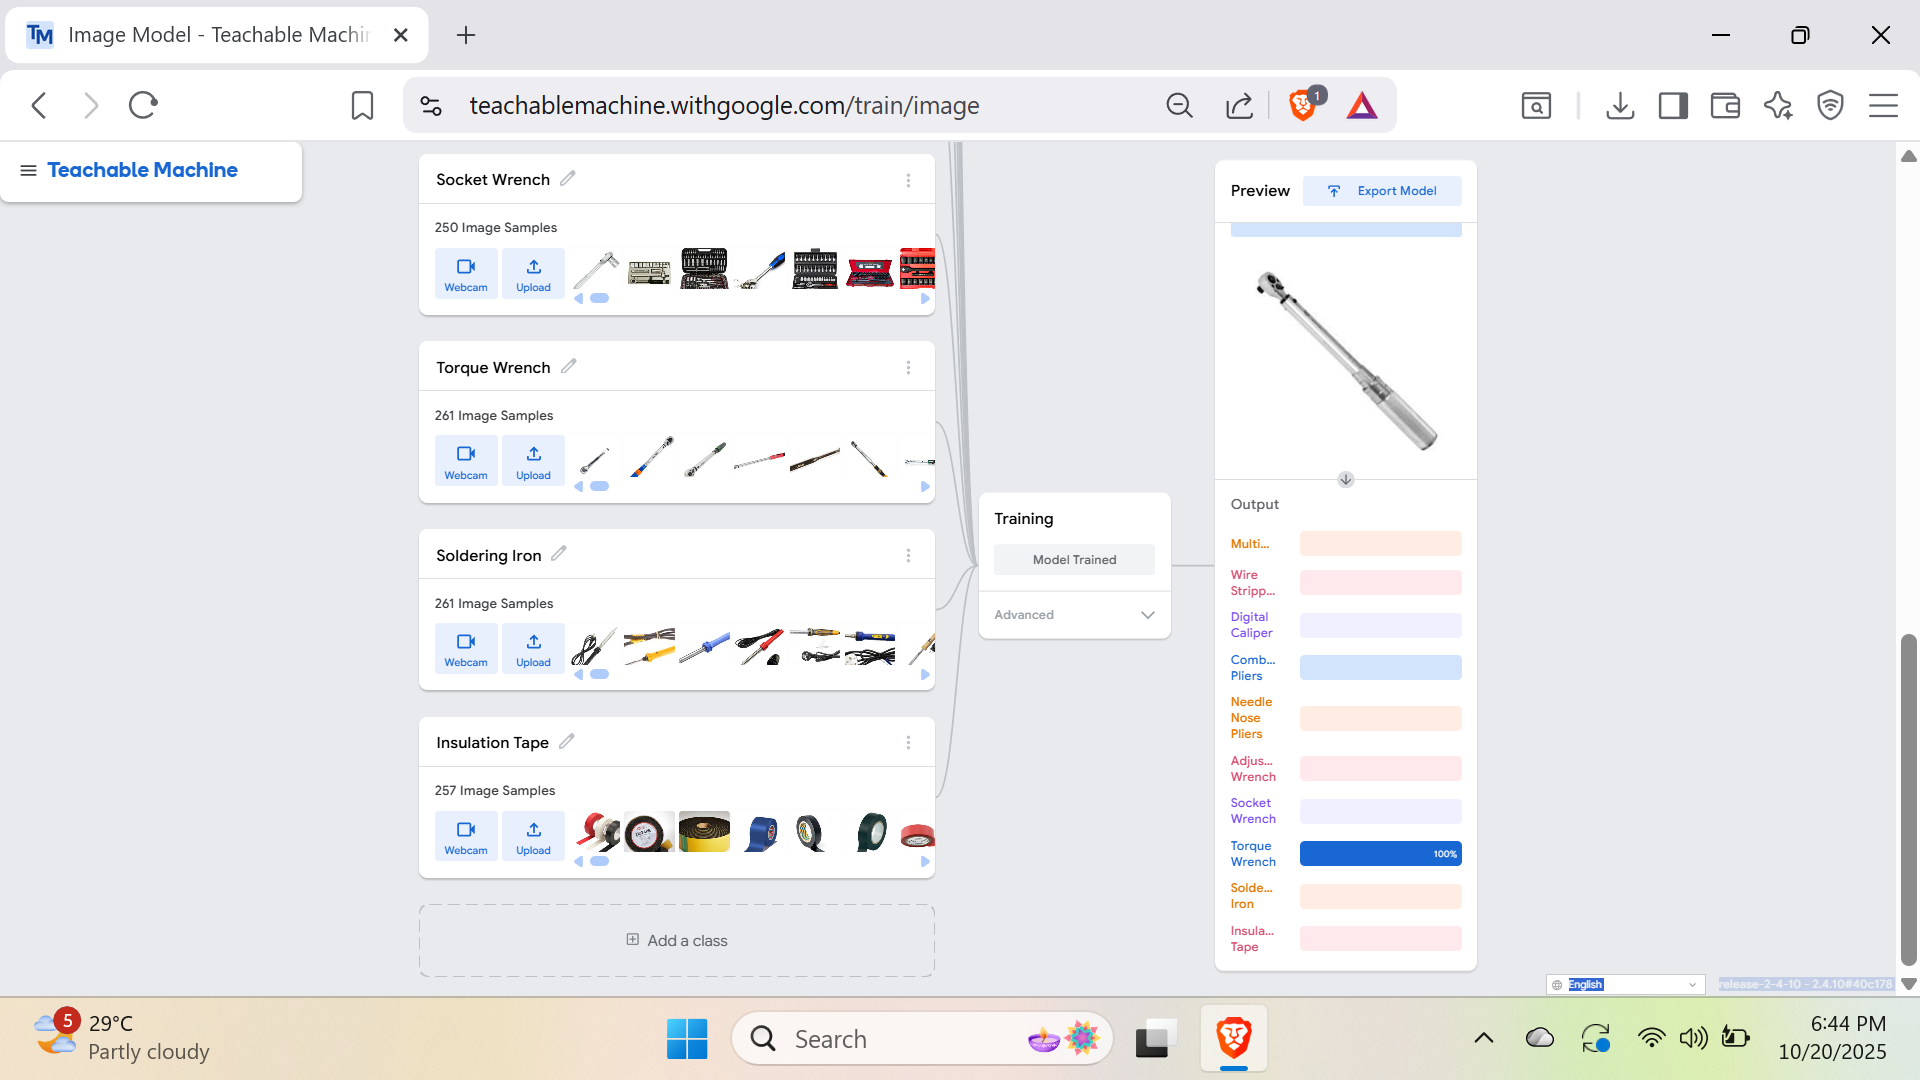 Image Model - Teachable Machin
teachablemachine.withgoogle.com/train/image
1
Teachable Machine
Socket Wrench
250 Image Samples
Webcam
Upload
Torque Wrench
261 Image Samples
Webcam
Upload
Soldering Iron
261 Image Samples
Webcam
Upload
Insulation Tape
257 Image Samples
Webcam
Upload
Add a class
Training
Model Trained
Advanced
Preview
Export Model
Output
Multi...
Wire
Stripp...
Digital
Caliper
Comb...
Pliers
Needle
Nose
Pliers
Adjus...
Wrench
Socket
Wrench
Torque
Wrench
100%
Solde...
Iron
Insula...
Tape
English
release-2-4-10 - 2.4.10#40c178
5
29°C
Partly cloudy
Search
6:44 PM
10/20/2025